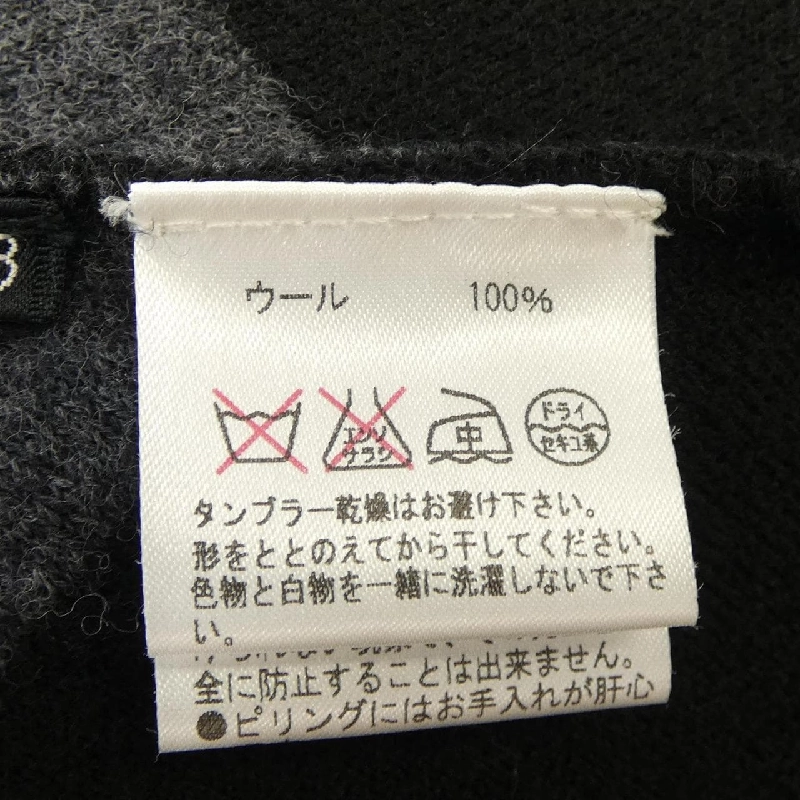 ウール 100%
エンソ サラシ
中
ドライ
セキユ系
タンブラー乾燥はお避け下さい。
形をととのえてから干してください。
色物と白物を一緒に洗濯しないで下さ
い。
全に防止することは出来ません。
●ピリングにはお手入れが肝心
3